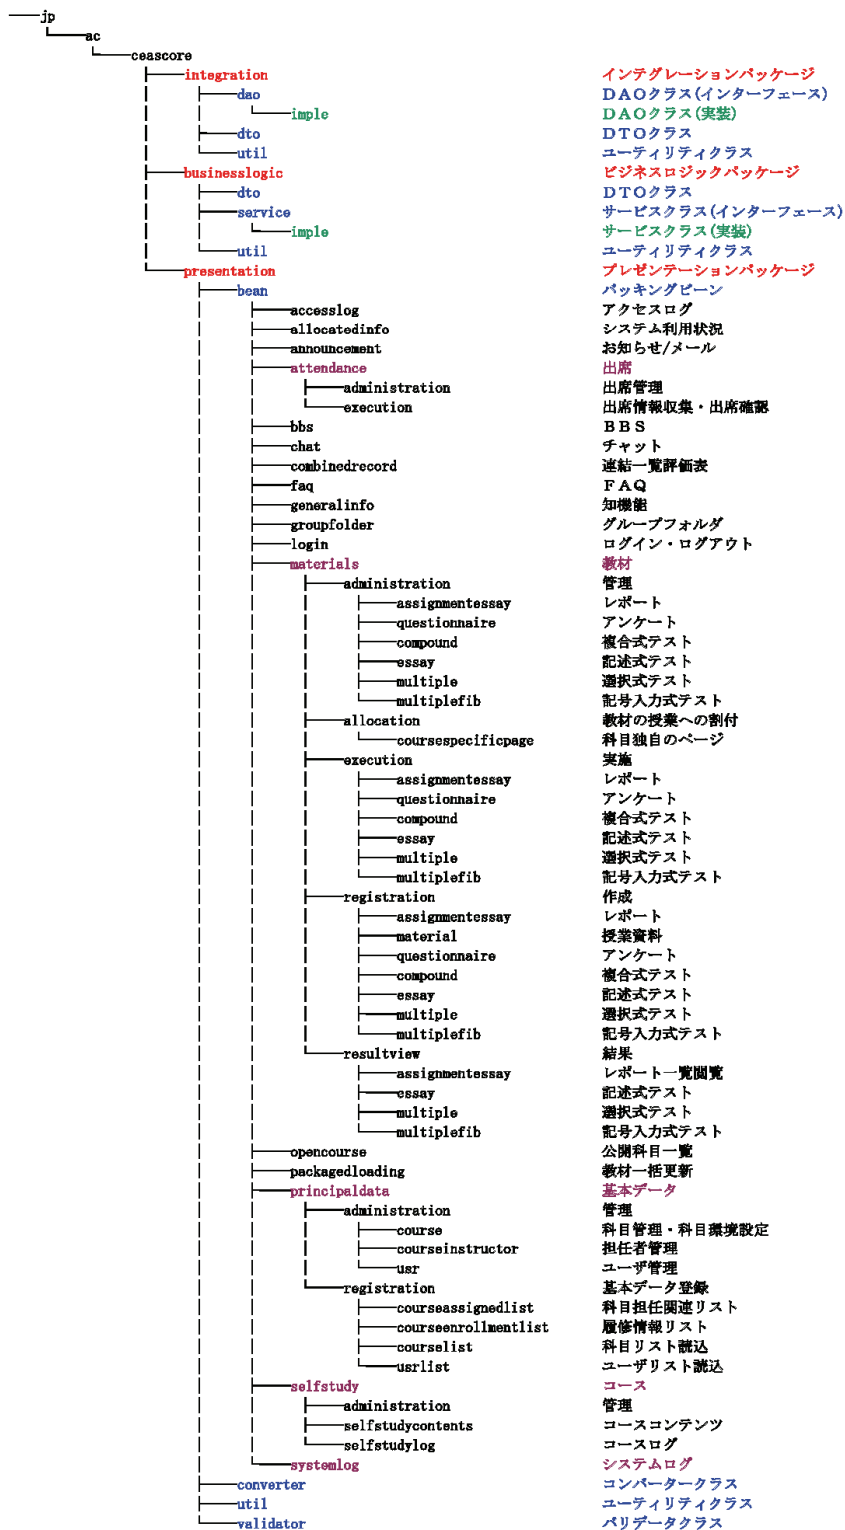 jp
ac
ceascore
integration インテグレーションパッケージ
dao DAOクラス(インターフェース)
imple DAOクラス(実装)
dto DTOクラス
util ユーティリティクラス
businesslogic ビジネスロジックパッケージ
dto DTOクラス
service サービスクラス(インターフェース)
imple サービスクラス(実装)
util ユーティリティクラス
presentation プレゼンテーションパッケージ
bean バッキングビーン
accesslog アクセスログ
allocatedinfo システム利用状況
announcement お知らせ/メール
attendance 出席
administration 出席管理
execution 出席情報収集・出席確認
bbs BBS
chat チャット
combinedrecord 連結一覧評価表
faq FAQ
generalinfo 知機能
groupfolder グループフォルダ
login ログイン・ログアウト
materials 教材
administration 管理
assignmentessay レポート
questionnaire アンケート
compound 複合式テスト
essay 記述式テスト
multiple 選択式テスト
multiplefib 記号入力式テスト
allocation 教材の授業への割付
coursespecificpage 科目独自のページ
execution 実施
assignmentessay レポート
questionnaire アンケート
compound 複合式テスト
essay 記述式テスト
multiple 選択式テスト
multiplefib 記号入力式テスト
registration 作成
assignmentessay レポート
material 授業資料
questionnaire アンケート
compound 複合式テスト
essay 記述式テスト
multiple 選択式テスト
multiplefib 記号入力式テスト
resultview 結果
assignmentessay レポート一覧閲覧
essay 記述式テスト
multiple 選択式テスト
multiplefib 記号入力式テスト
opencourse 公開科目一覧
packagedloading 教材一括更新
principaldata 基本データ
administration 管理
course 科目管理・科目環境設定
courseinstructor 担任者管理
usr ユーザ管理
registration 基本データ登録
courseassignedlist 科目担任関連リスト
courseenrollmentlist 履修情報リスト
courselist 科目リスト読込
usrlist ユーザリスト読込
selfstudy コース
administration 管理
selfstudycontents コースコンテンツ
selfstudylog コースログ
systemlog システムログ
converter コンバータークラス
util ユーティリティクラス
validator バリデータクラス